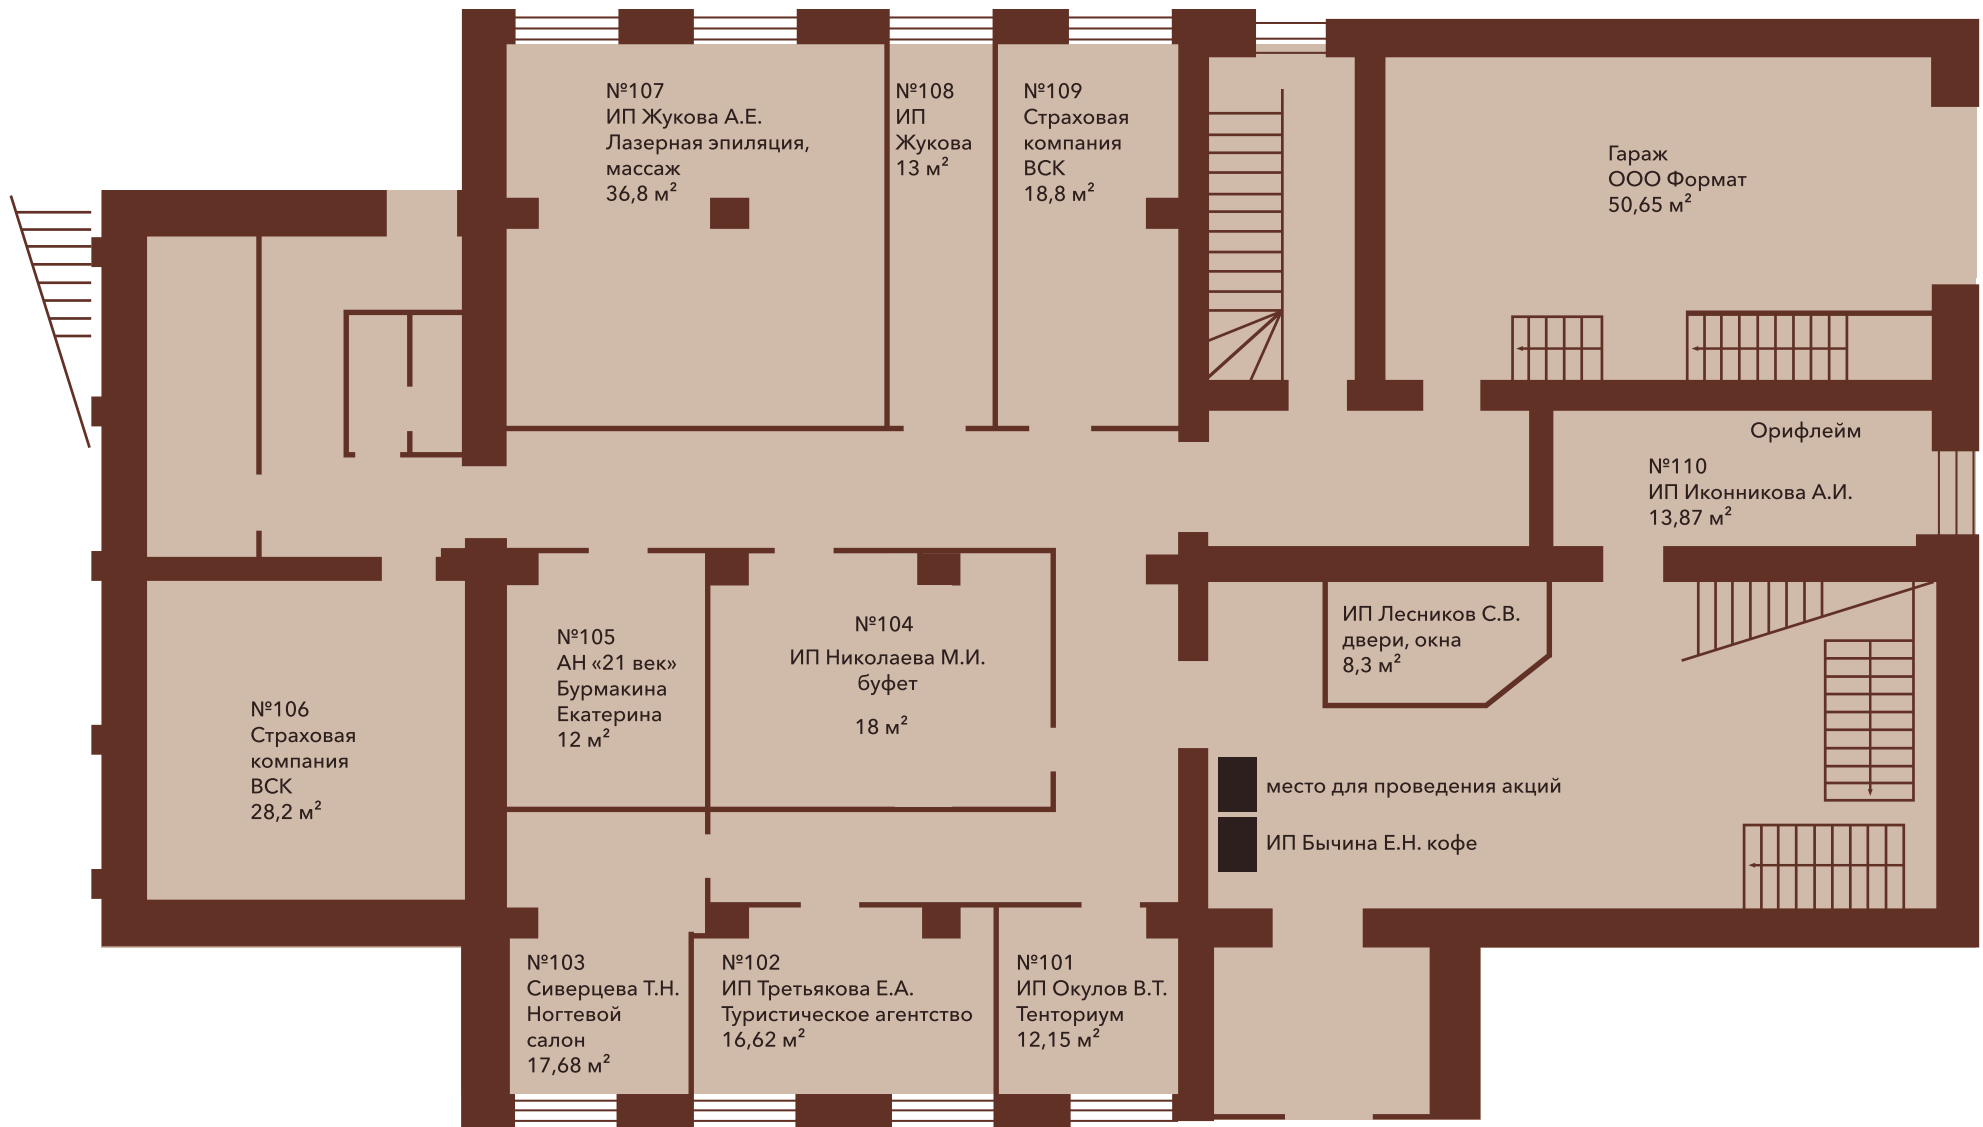 №107
ИП Жукова А.Е.
Лазерная эпиляция,
массаж
36,8 м²
№108
ИП
Жукова
13 м²
№109
Страховая
компания
ВСК
18,8 м²
Гараж
ООО Формат
50,65 м²
Орифлейм
№110
ИП Иконникова А.И.
13,87 м²
ИП Лесников С.В.
двери, окна
8,3 м²
№104
ИП Николаева М.И.
буфет
18 м²
№105
АН «21 век»
Бурмакина
Екатерина
12 м²
№106
Страховая
компания
ВСК
28,2 м²
место для проведения акций
ИП Бычина Е.Н. кофе
№103
Сиверцева Т.Н.
Ногтевой
салон
17,68 м²
№102
ИП Третьякова Е.А.
Туристическое агентство
16,62 м²
№101
ИП Окулов В.Т.
Тенториум
12,15 м²